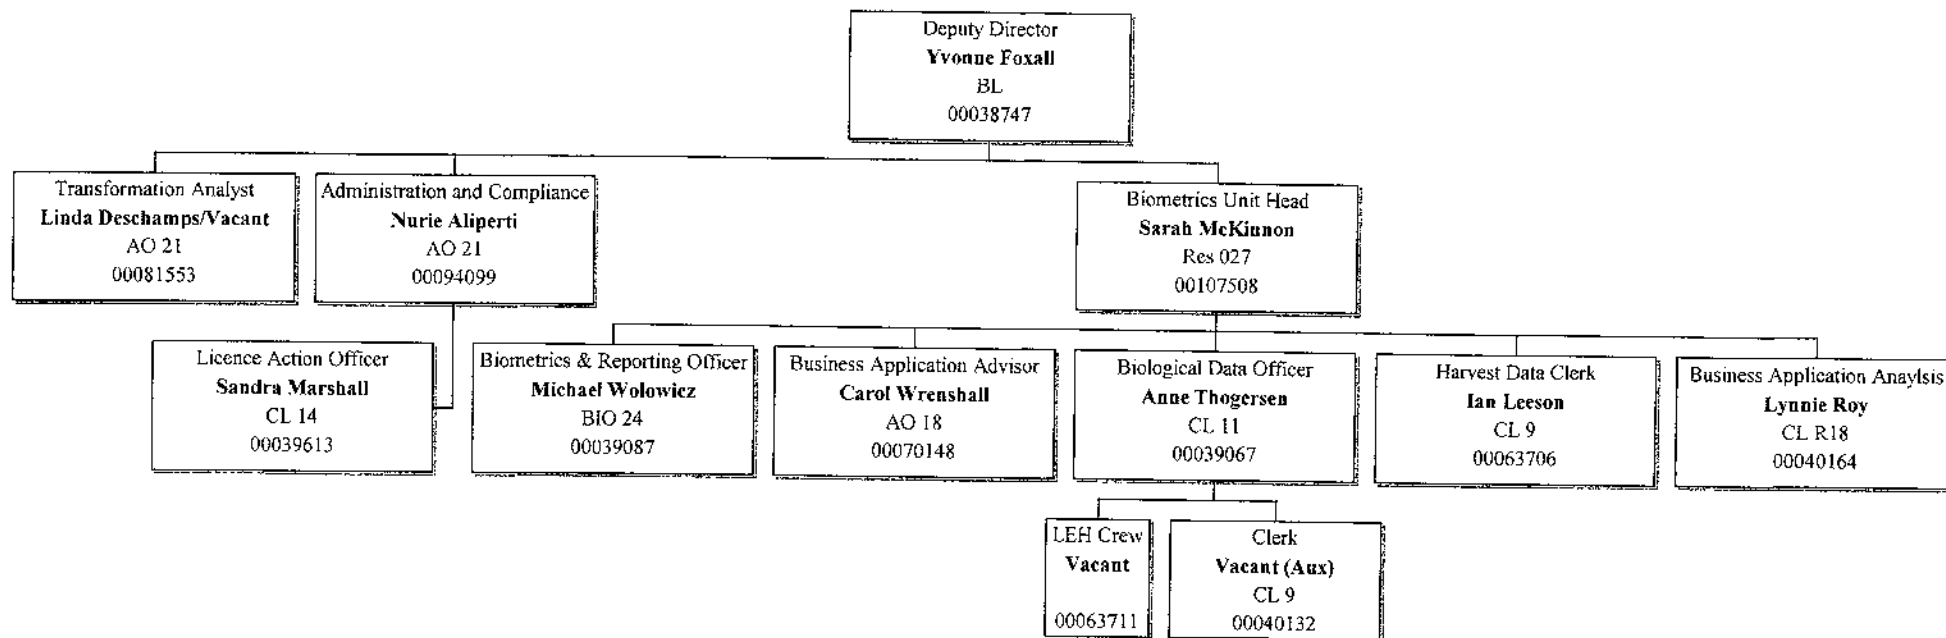 Deputy Director
Yvonne Foxall
BL
00038747
Transformation Analyst
Linda Deschamps/Vacant
AO 21
00081553
Administration and Compliance
Nurie Aliperti
AO 21
00094099
Biometrics Unit Head
Sarah McKinnon
Res 027
00107508
Licence Action Officer
Sandra Marshall
CL 14
00039613
Biometrics & Reporting Officer
Michael Wolowicz
BIO 24
00039087
Business Application Advisor
Carol Wrenshall
AO 18
00070148
Biological Data Officer
Anne Thogersen
CL 11
00039067
Harvest Data Clerk
Ian Leeson
CL 9
00063706
Business Application Anaylsis
Lynnie Roy
CL R18
00040164
LEH Crew
Vacant
00063711
Clerk
Vacant (Aux)
CL 9
00040132